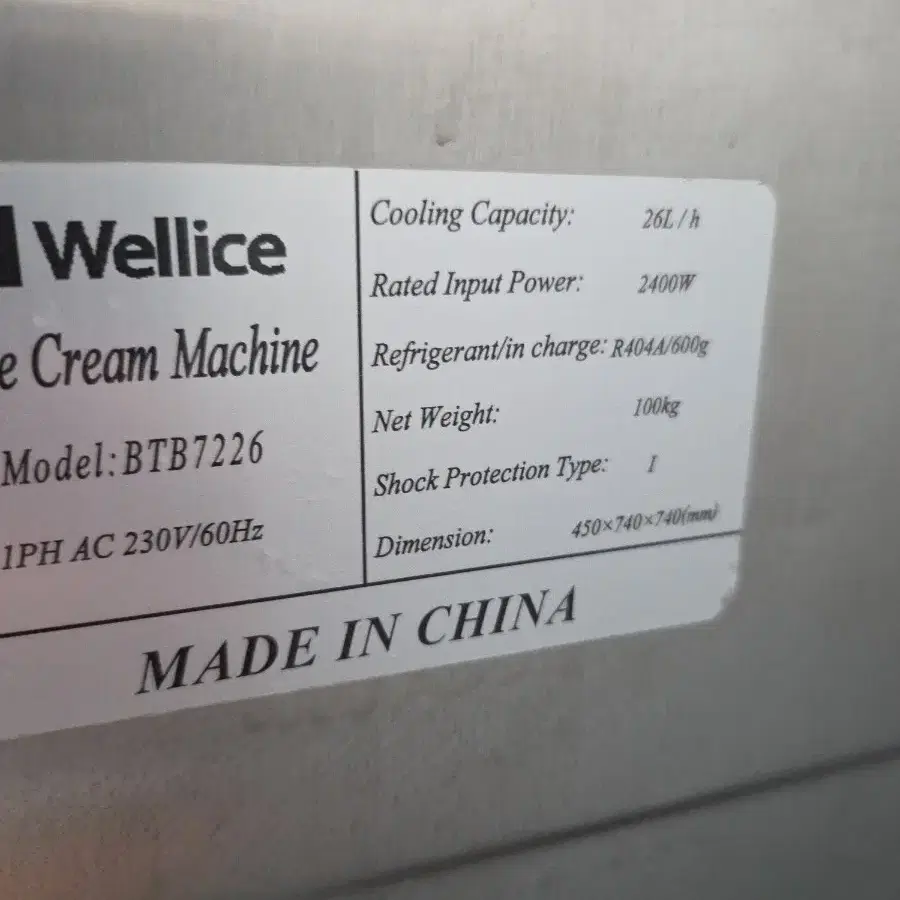 Wellice
e Cream Machine
Model:BTB7226
1PH AC 230V/60Hz
Cooling Capacity: 26L/h
Rated Input Power: 2400W
Refrigerant/in charge: R404A/600g
Net Weight: 100kg
Shock Protection Type: I
Dimension: 450×740×740(mm)
MADE IN CHINA